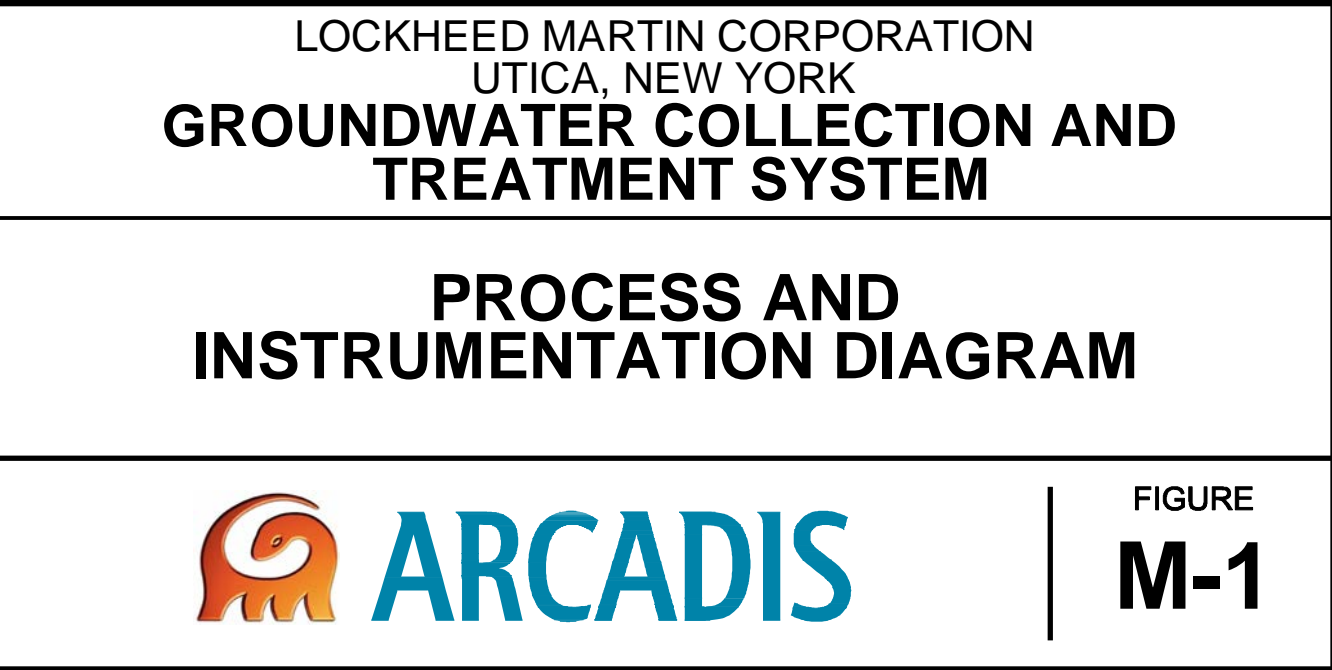 LOCKHEED MARTIN CORPORATION
UTICA, NEW YORK
GROUNDWATER COLLECTION AND
TREATMENT SYSTEM
PROCESS AND
INSTRUMENTATION DIAGRAM
ARCADIS
FIGURE
M-1